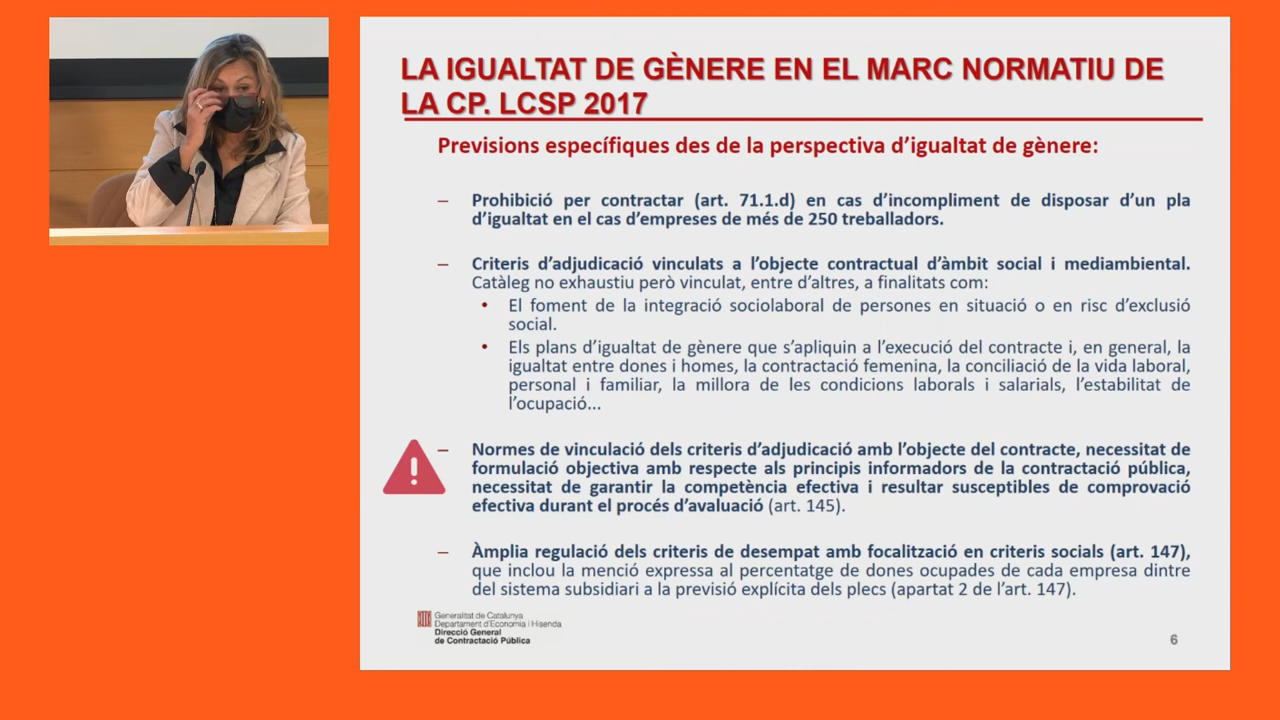 LA IGUALTAT DE GÈNERE EN EL MARC NORMATIU DE
LA CP. LCSP 2017
Previsions específiques des de la perspectiva d'igualtat de gènere:
– Prohibició per contractar (art. 71.1.d) en cas d'incompliment de disposar d'un pla
d'igualtat en el cas d'empreses de més de 250 treballadors.
– Criteris d'adjudicació vinculats a l'objecte contractual d'àmbit social i mediambiental.
Catàleg no exhaustiu però vinculat, entre d'altres, a finalitats com:
• El foment de la integració sociolaboral de persones en situació o en risc d'exclusió
social.
• Els plans d'igualtat de gènere que s'apliquin a l'execució del contracte i, en general, la
igualtat entre dones i homes, la contractació femenina, la conciliació de la vida laboral,
personal i familiar, la millora de les condicions laborals i salarials, l'estabilitat de
l'ocupació...
– Normes de vinculació dels criteris d'adjudicació amb l'objecte del contracte, necessitat de
formulació objectiva amb respecte als principis informadors de la contractació pública,
necessitat de garantir la competència efectiva i resultar susceptibles de comprovació
efectiva durant el procés d'avaluació (art. 145).
– Àmplia regulació dels criteris de desempat amb focalització en criteris socials (art. 147),
que inclou la menció expressa al percentatge de dones ocupades de cada empresa dintre
del sistema subsidiari a la previsió explícita dels plecs (apartat 2 de l'art. 147).
Generalitat de Catalunya
Departament d'Economia i Hisenda
Direcció General
de Contractació Pública
6